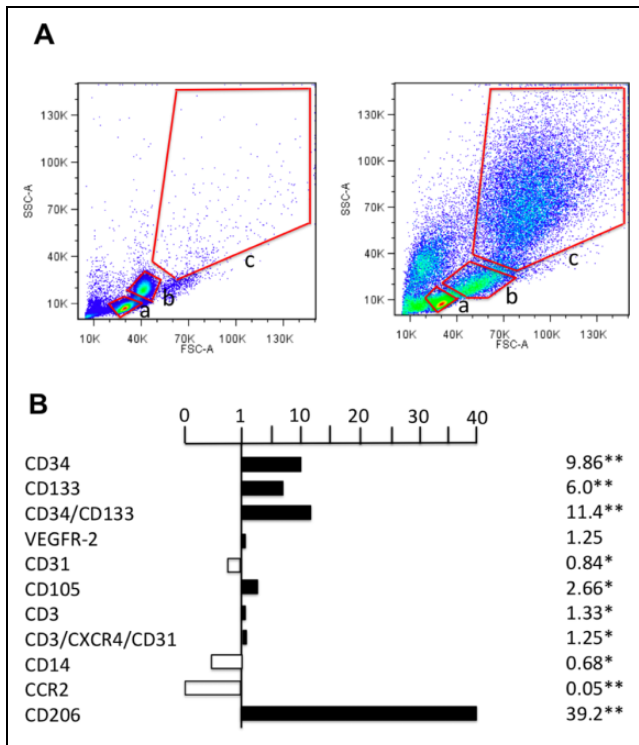 A
130K
100K
70K
40K
10K
SSC-A
a
b
c
10K 40K 70K 100K 130K
FSC-A
130K
100K
70K
40K
10K
SSC-A
a
b
c
10K 40K 70K 100K 130K
FSC-A
B
0 1 10 20 30 40
CD34 9.86**
CD133 6.0**
CD34/CD133 11.4**
VEGFR-2 1.25
CD31 0.84*
CD105 2.66*
CD3 1.33*
CD3/CXCR4/CD31 1.25*
CD14 0.68*
CCR2 0.05**
CD206 39.2**